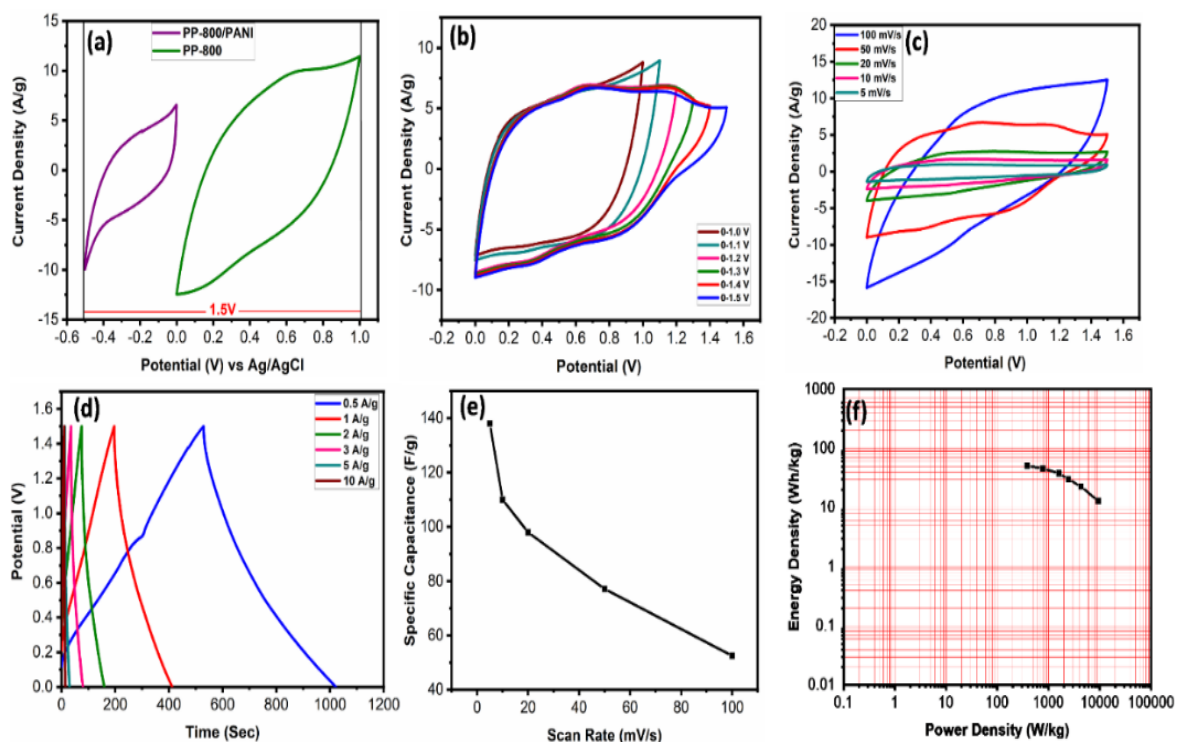 (a)
PP-800/PANI
PP-800
Current Density (A/g)
15
10
5
0
-5
-10
-15
1.5V
-0.6 -0.4 -0.2 0.0 0.2 0.4 0.6 0.8 1.0
Potential (V) vs Ag/AgCl
(b)
Current Density (A/g)
10
5
0
-5
-10
0-1.0 V
0-1.1 V
0-1.2 V
0-1.3 V
0-1.4 V
0-1.5 V
0.0 0.2 0.4 0.6 0.8 1.0 1.2 1.4 1.6
Potential (V)
(c)
100 mV/s
50 mV/s
20 mV/s
10 mV/s
5 mV/s
Current Density (A/g)
25
20
15
10
5
0
-5
-10
-15
-20
0.0 0.2 0.4 0.6 0.8 1.0 1.2 1.4 1.6
Potential (V)
(d)
0.5 A/g
1 A/g
2 A/g
3 A/g
5 A/g
10 A/g
Potential (V)
1.6
1.4
1.2
1.0
0.8
0.6
0.4
0.2
0.0
0 200 400 600 800 1000 1200
Time (Sec)
(e)
Specific Capacitance (F/g)
140
120
100
80
60
40
0 20 40 60 80 100
Scan Rate (mV/s)
(f)
Energy Density (Wh/kg)
1000
100
10
1
0.1
0.01
0.1 1 10 100 1000 10000 100000
Power Density (W/kg)